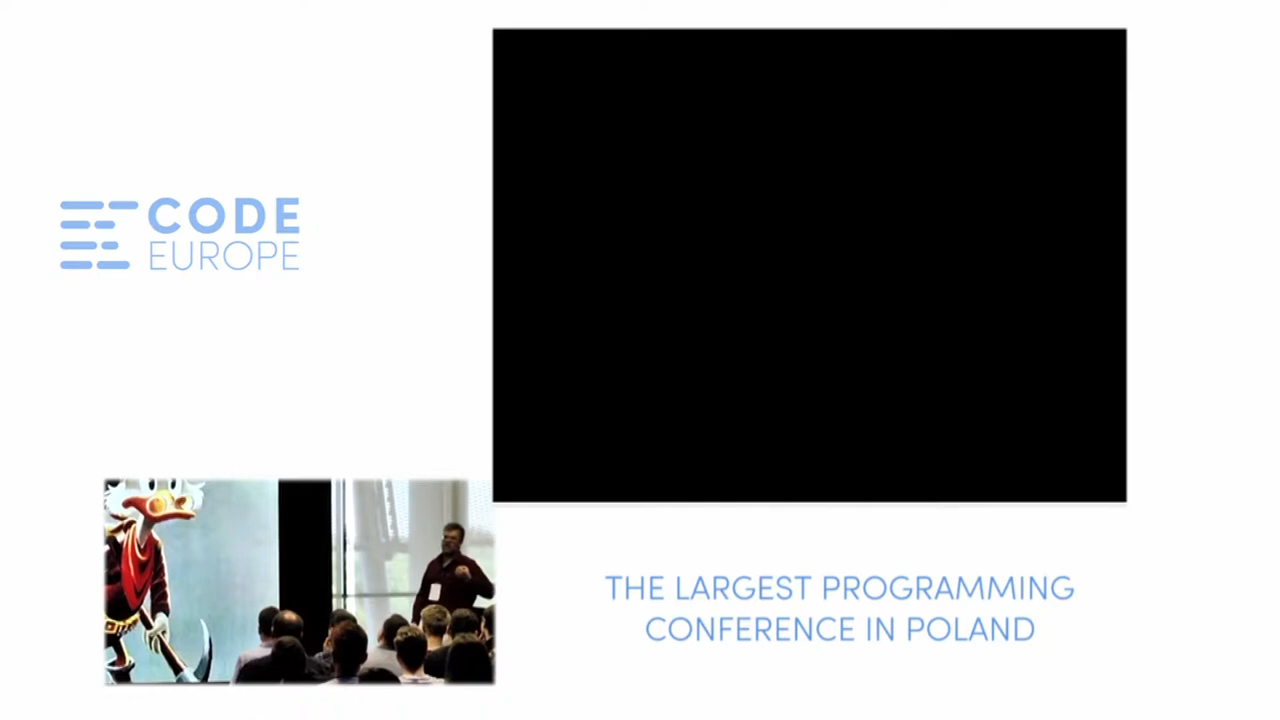 CODE
EUROPE
THE LARGEST PROGRAMMING
CONFERENCE IN POLAND